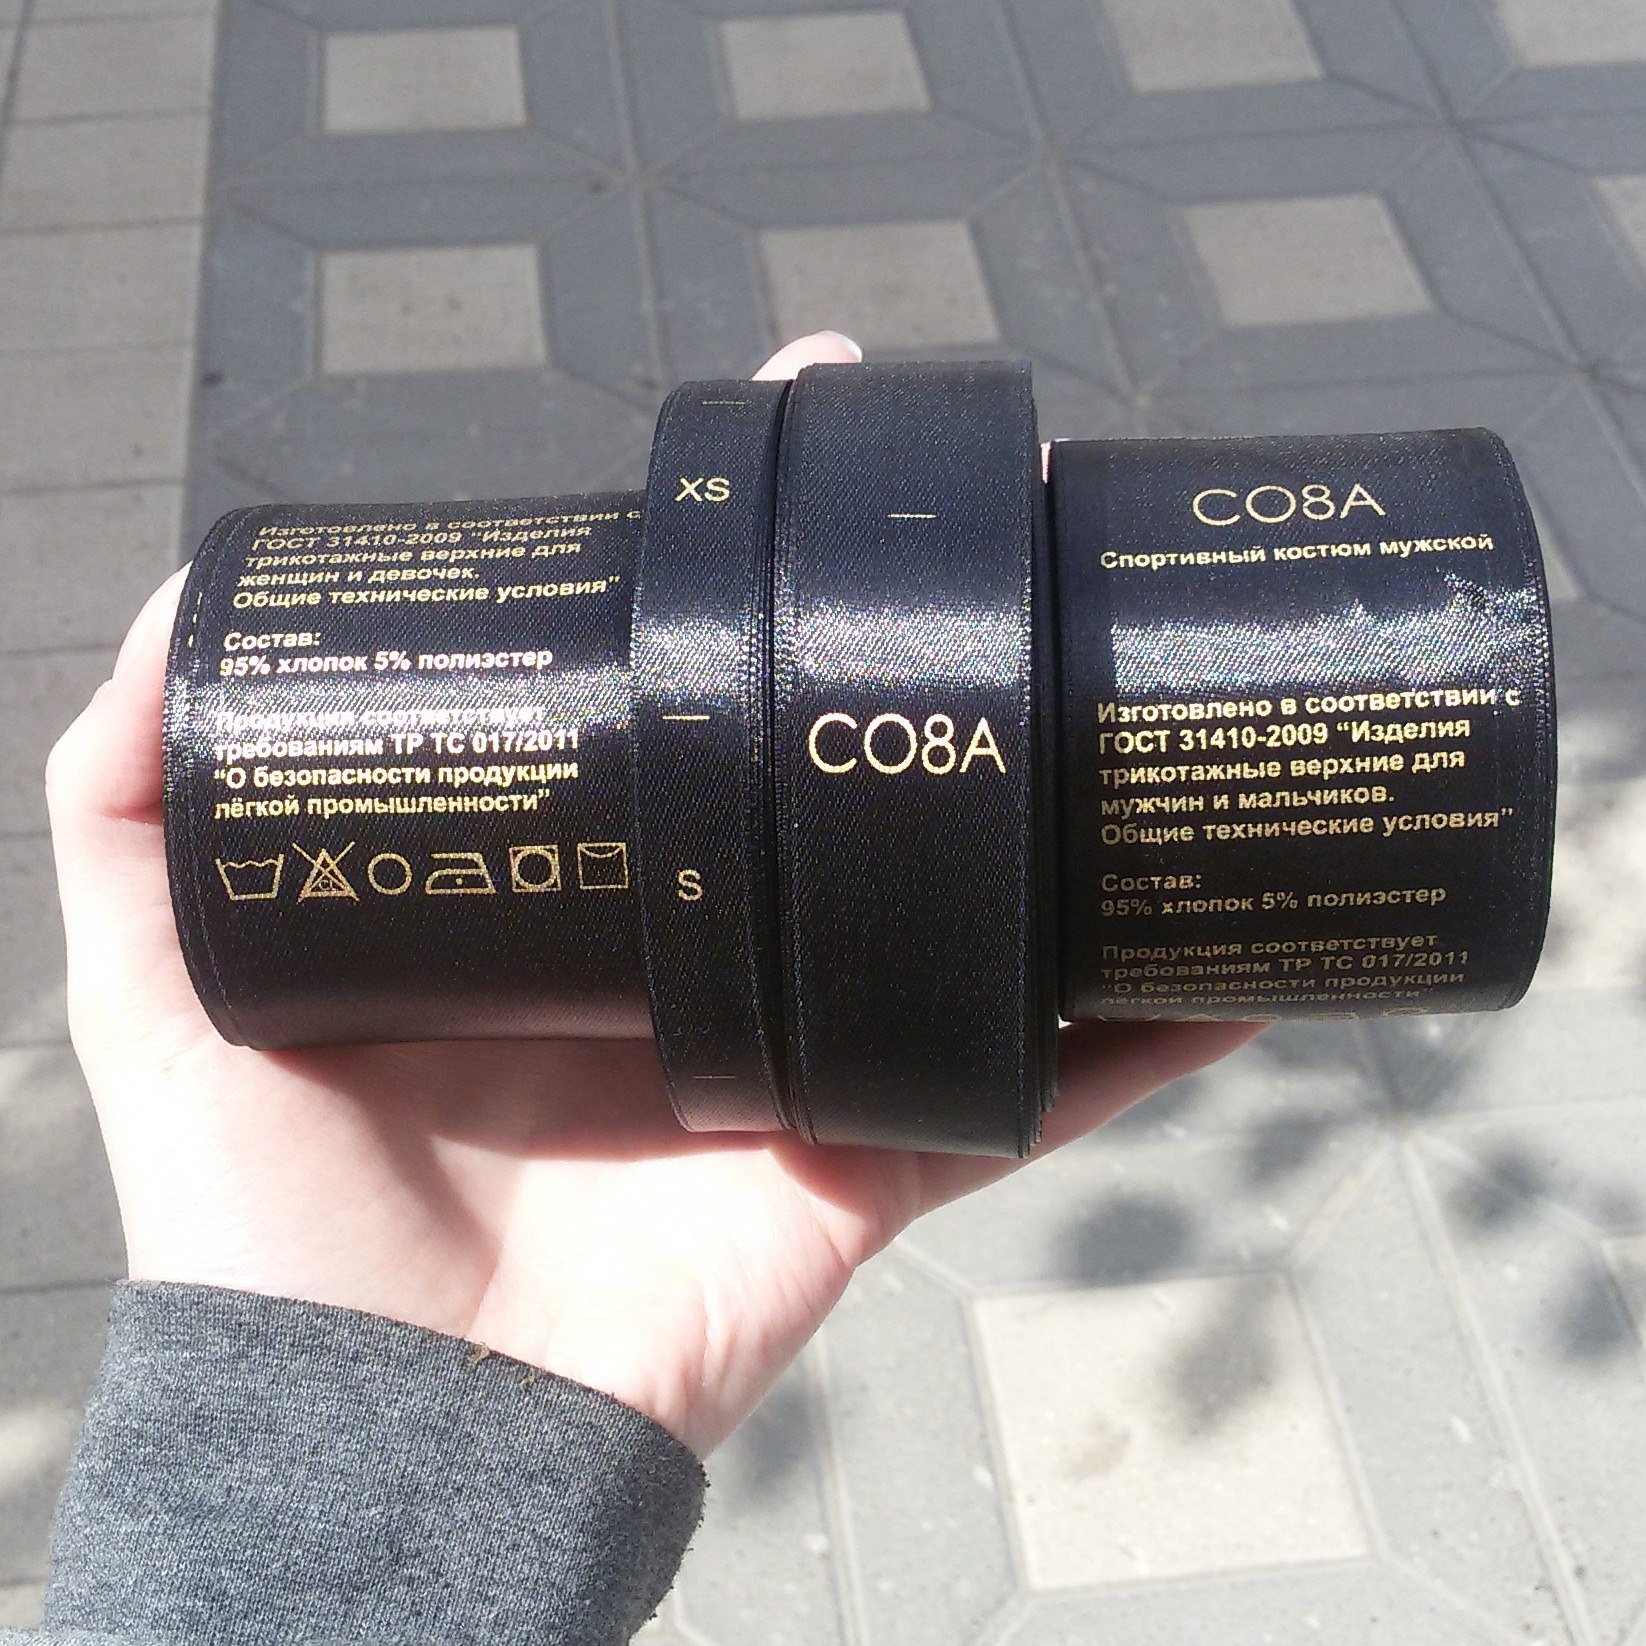 Изготовлено в соответствии с
ГОСТ 31410-2009 “Изделия
трикотажные верхние для
женщин и девочек.
Общие технические условия”
Состав:
95% хлопок 5% полиэстер
Продукция соответствует
требованиям ТР ТС 017/2011
“О безопасности продукции
лёгкой промышленности”
CL
XS
S
CO8A
CO8A
Спортивный костюм мужской
Изготовлено в соответствии с
ГОСТ 31410-2009 “Изделия
трикотажные верхние для
мужчин и мальчиков.
Общие технические условия”
Состав:
95% хлопок 5% полиэстер
Продукция соответствует
требованиям ТР ТС 017/2011
“О безопасности продукции
лёгкой промышленности”